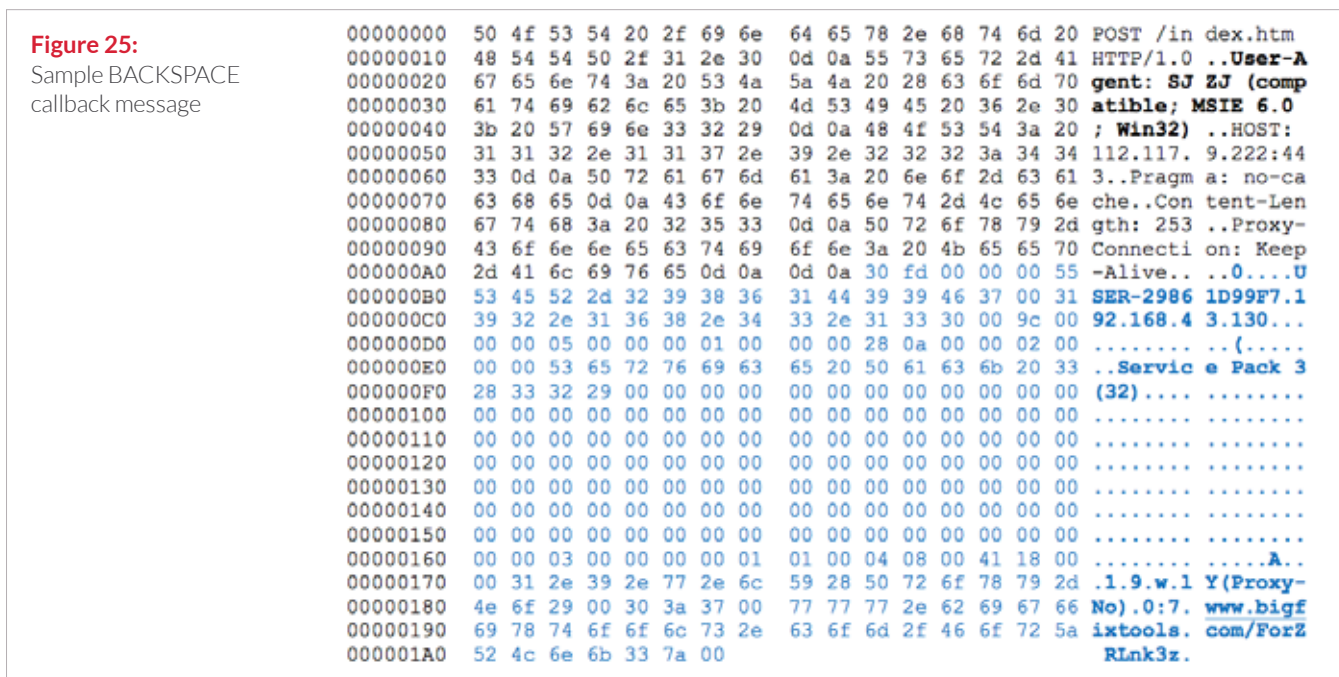 Figure 25:
Sample BACKSPACE
callback message
00000000 50 4f 53 54 20 2f 69 6e 64 65 78 2e 68 74 6d 20 POST /in dex.htm
00000010 48 54 54 50 2f 31 2e 30 0d 0a 55 73 65 72 2d 41 HTTP/1.0 ..User-A
00000020 67 65 6e 74 3a 20 53 4a 5a 4a 20 28 63 6f 6d 70 gent: SJ ZJ (comp
00000030 61 74 69 62 6c 65 3b 20 4d 53 49 45 20 36 2e 30 atible; MSIE 6.0
00000040 3b 20 57 69 6e 33 32 29 0d 0a 48 4f 53 54 3a 20 ; Win32) ..HOST:
00000050 31 31 32 2e 31 31 37 2e 39 2e 32 32 32 3a 34 34 112.117. 9.222:44
00000060 33 0d 0a 50 72 61 67 6d 61 3a 20 6e 6f 2d 63 61 3..Pragm a: no-ca
00000070 63 68 65 0d 0a 43 6f 6e 74 65 6e 74 2d 4c 65 6e che..Con tent-Len
00000080 67 74 68 3a 20 32 35 33 0d 0a 50 72 6f 78 79 2d gth: 253 ..Proxy-
00000090 43 6f 6e 6e 65 63 74 69 6f 6e 3a 20 4b 65 65 70 Connecti on: Keep
000000A0 2d 41 6c 69 76 65 0d 0a 0d 0a 30 fd 00 00 00 55 -Alive.. ..0....U
000000B0 53 45 52 2d 32 39 38 36 31 44 39 39 46 37 00 31 SER-2986 1D99F7.1
000000C0 39 32 2e 31 36 38 2e 34 33 2e 31 33 30 00 9c 00 92.168.4 3.130...
000000D0 00 00 05 00 00 00 01 00 00 00 28 0a 00 00 02 00 ........ ..(.....
000000E0 00 00 53 65 72 76 69 63 65 20 50 61 63 6b 20 33 ..Servic e Pack 3
000000F0 28 33 32 29 00 00 00 00 00 00 00 00 00 00 00 00 (32).... ........
00000100 00 00 00 00 00 00 00 00 00 00 00 00 00 00 00 00 ........ ........
00000110 00 00 00 00 00 00 00 00 00 00 00 00 00 00 00 00 ........ ........
00000120 00 00 00 00 00 00 00 00 00 00 00 00 00 00 00 00 ........ ........
00000130 00 00 00 00 00 00 00 00 00 00 00 00 00 00 00 00 ........ ........
00000140 00 00 00 00 00 00 00 00 00 00 00 00 00 00 00 00 ........ ........
00000150 00 00 00 00 00 00 00 00 00 00 00 00 00 00 00 00 ........ ........
00000160 00 00 03 00 00 00 00 01 01 00 04 08 00 41 18 00 ........ .....A..
00000170 00 31 2e 39 2e 77 2e 6c 59 28 50 72 6f 78 79 2d .1.9.w.l Y(Proxy-
00000180 4e 6f 29 00 30 3a 37 00 77 77 77 2e 62 69 67 66 No).0:7. www.bigf
00000190 69 78 74 6f 6f 6c 73 2e 63 6f 6d 2f 46 6f 72 5a ixtools. com/ForZ
000001A0 52 4c 6e 6b 33 7a 00 RLnk3z.